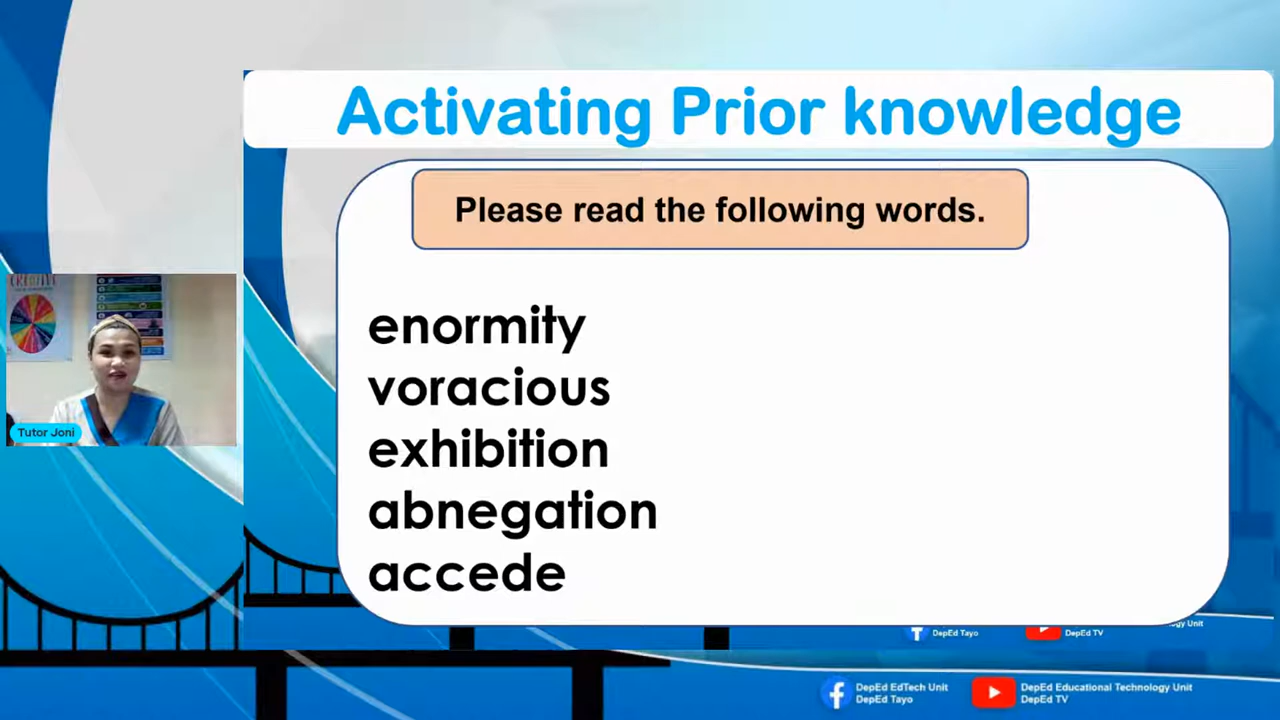 Activating Prior knowledge
Please read the following words.
enormity
voracious
exhibition
abnegation
accede
Tutor Joni
DepEd Tayo
DepEd TV
DepEd EdTech Unit
DepEd Tayo
DepEd Educational Technology Unit
DepEd TV